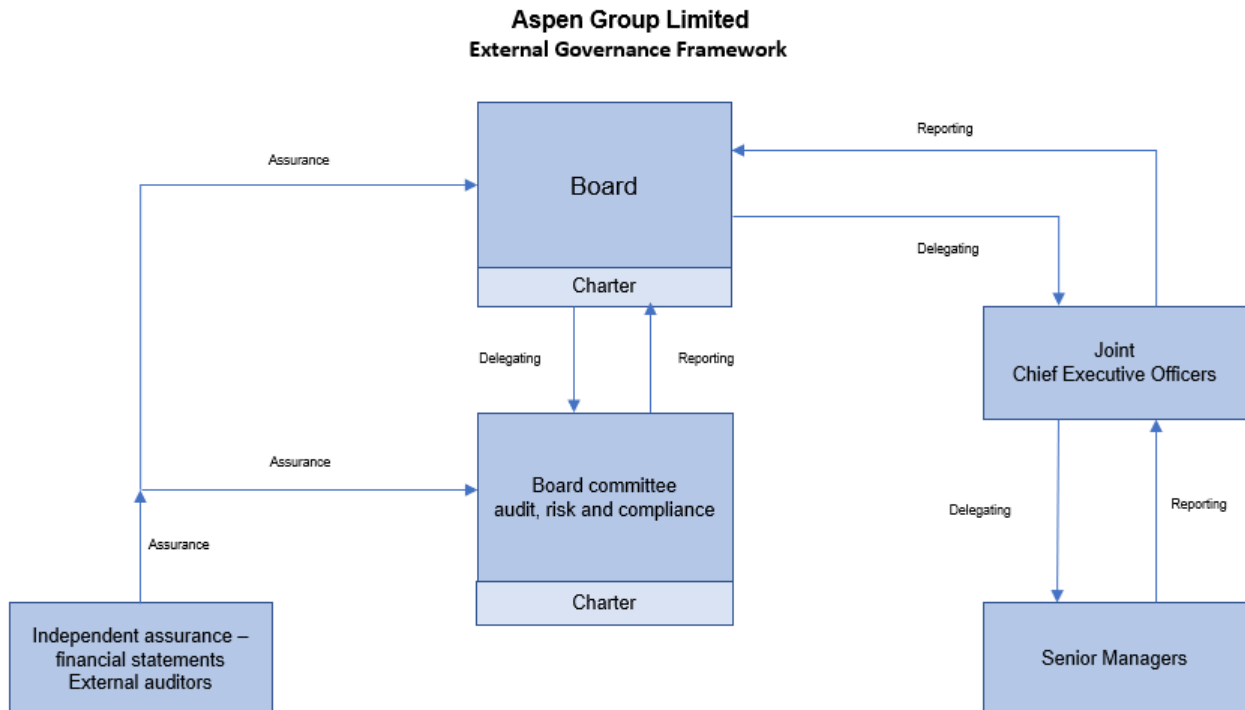 Aspen Group Limited
External Governance Framework
Reporting
Assurance
Board
Delegating
Charter
Joint
Chief Executive Officers
Delegating
Reporting
Assurance
Board committee
audit, risk and compliance
Delegating
Reporting
Assurance
Charter
Independent assurance –
financial statements
External auditors
Senior Managers